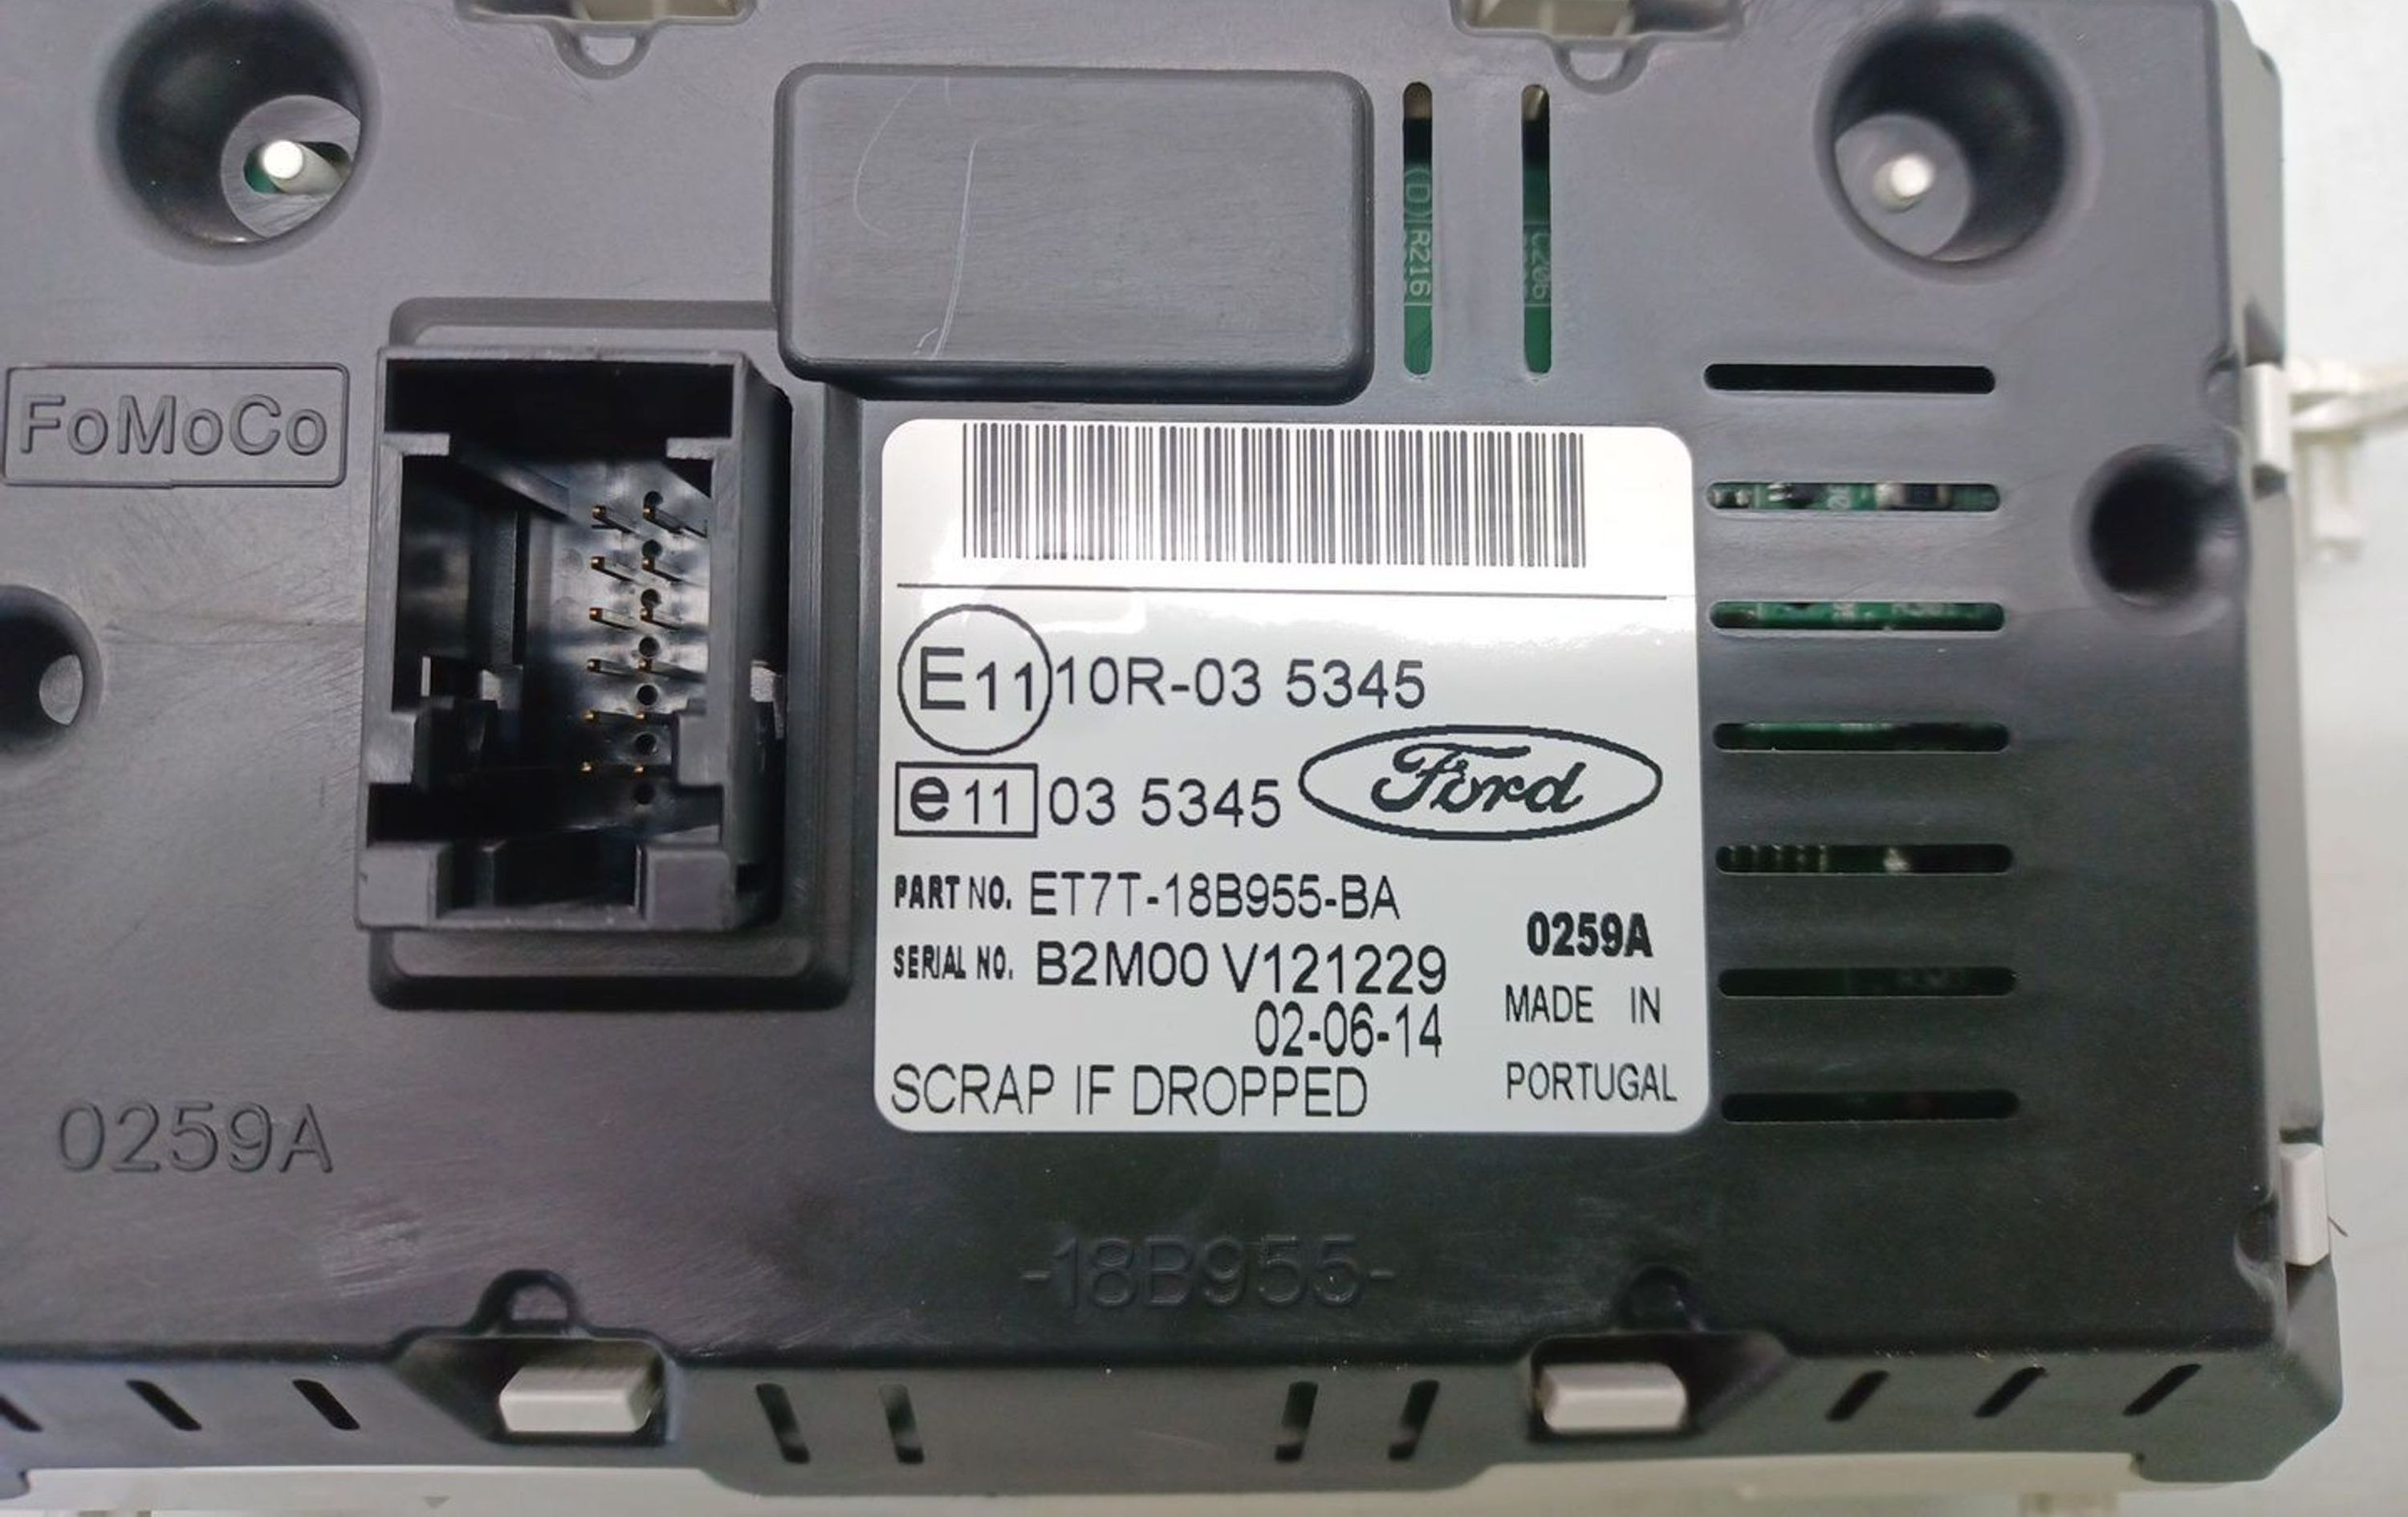 (D)R216
C206
FoMoCo
E11 10R-03 5345
e11 03 5345
Ford
PART NO. ET7T-18B955-BA
SERIAL NO. B2M00 V121229
02-06-14
SCRAP IF DROPPED
0259A
MADE IN
PORTUGAL
0259A
-18B955-